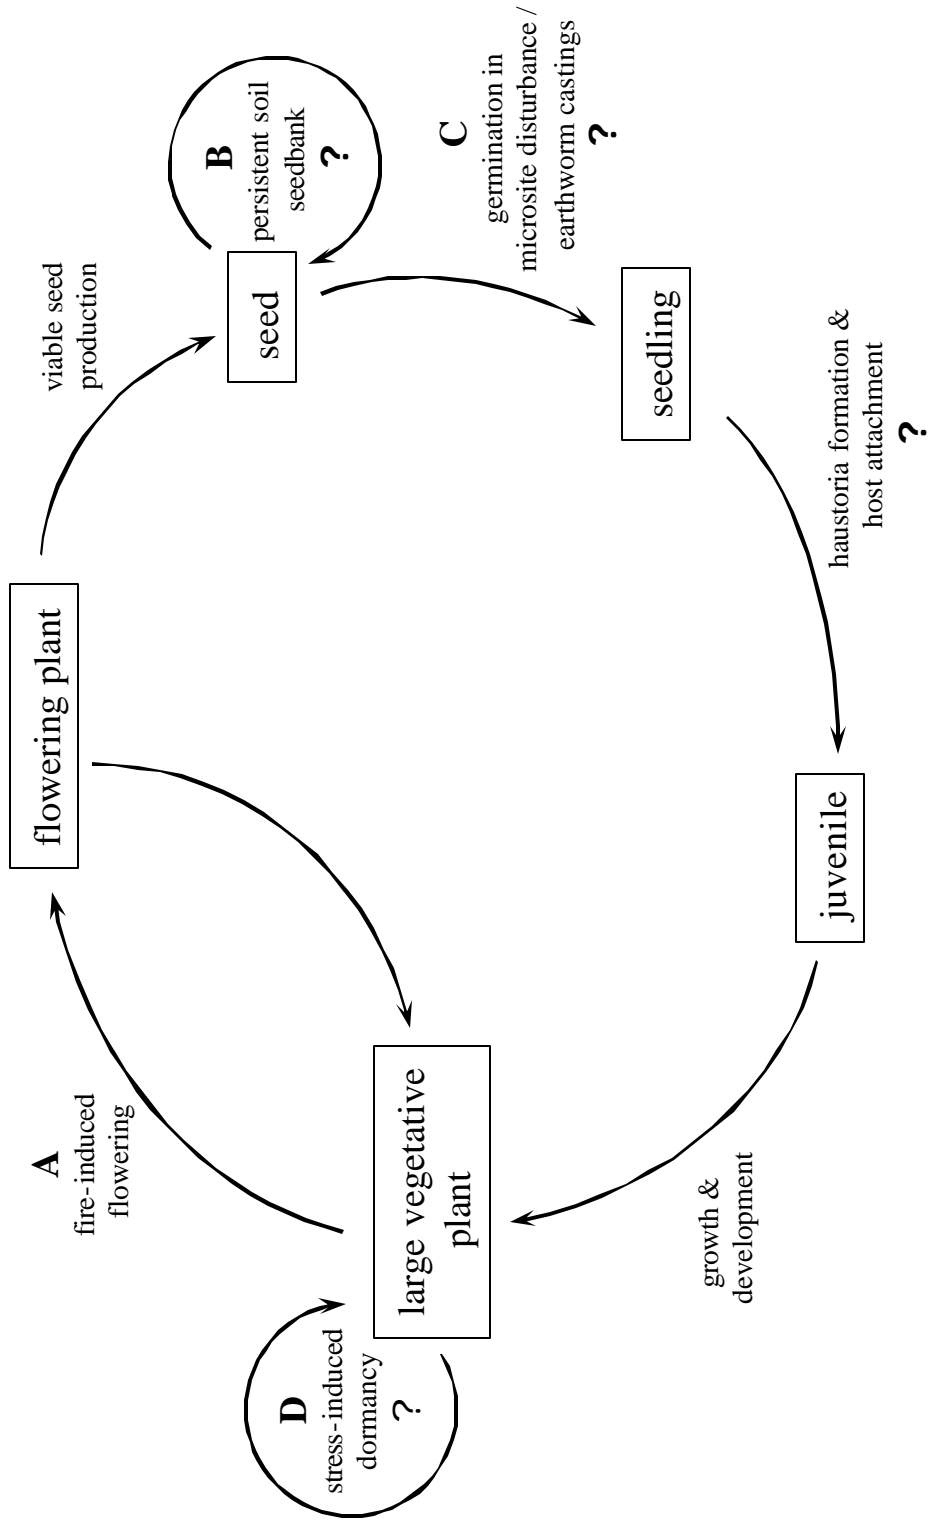 flowering plant
A
fire-induced
flowering
viable seed
production
B
persistent soil
seedbank
?
seed
D
stress-induced
dormancy
?
large vegetative
plant
C
germination in
microsite disturbance /
earthworm castings
?
seedling
growth &
development
juvenile
haustoria formation &
host attachment
?